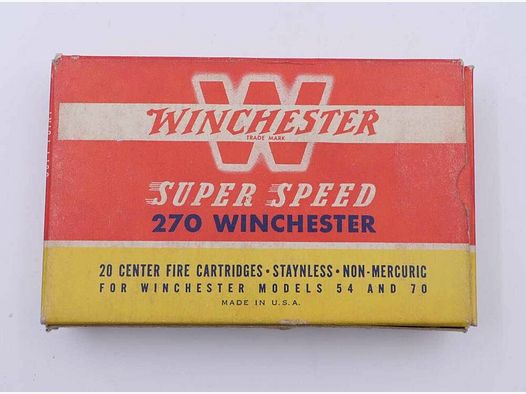 W
WINCHESTER
TRADE MARK
SUPER SPEED
270 WINCHESTER
20 CENTER FIRE CARTRIDGES • STAYNLESS • NON-MERCURIC
FOR WINCHESTER MODELS 54 AND 70
MADE IN U.S.A.